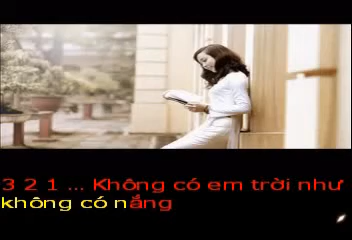 3 2 1 ... Không có em trời như
không có nắng